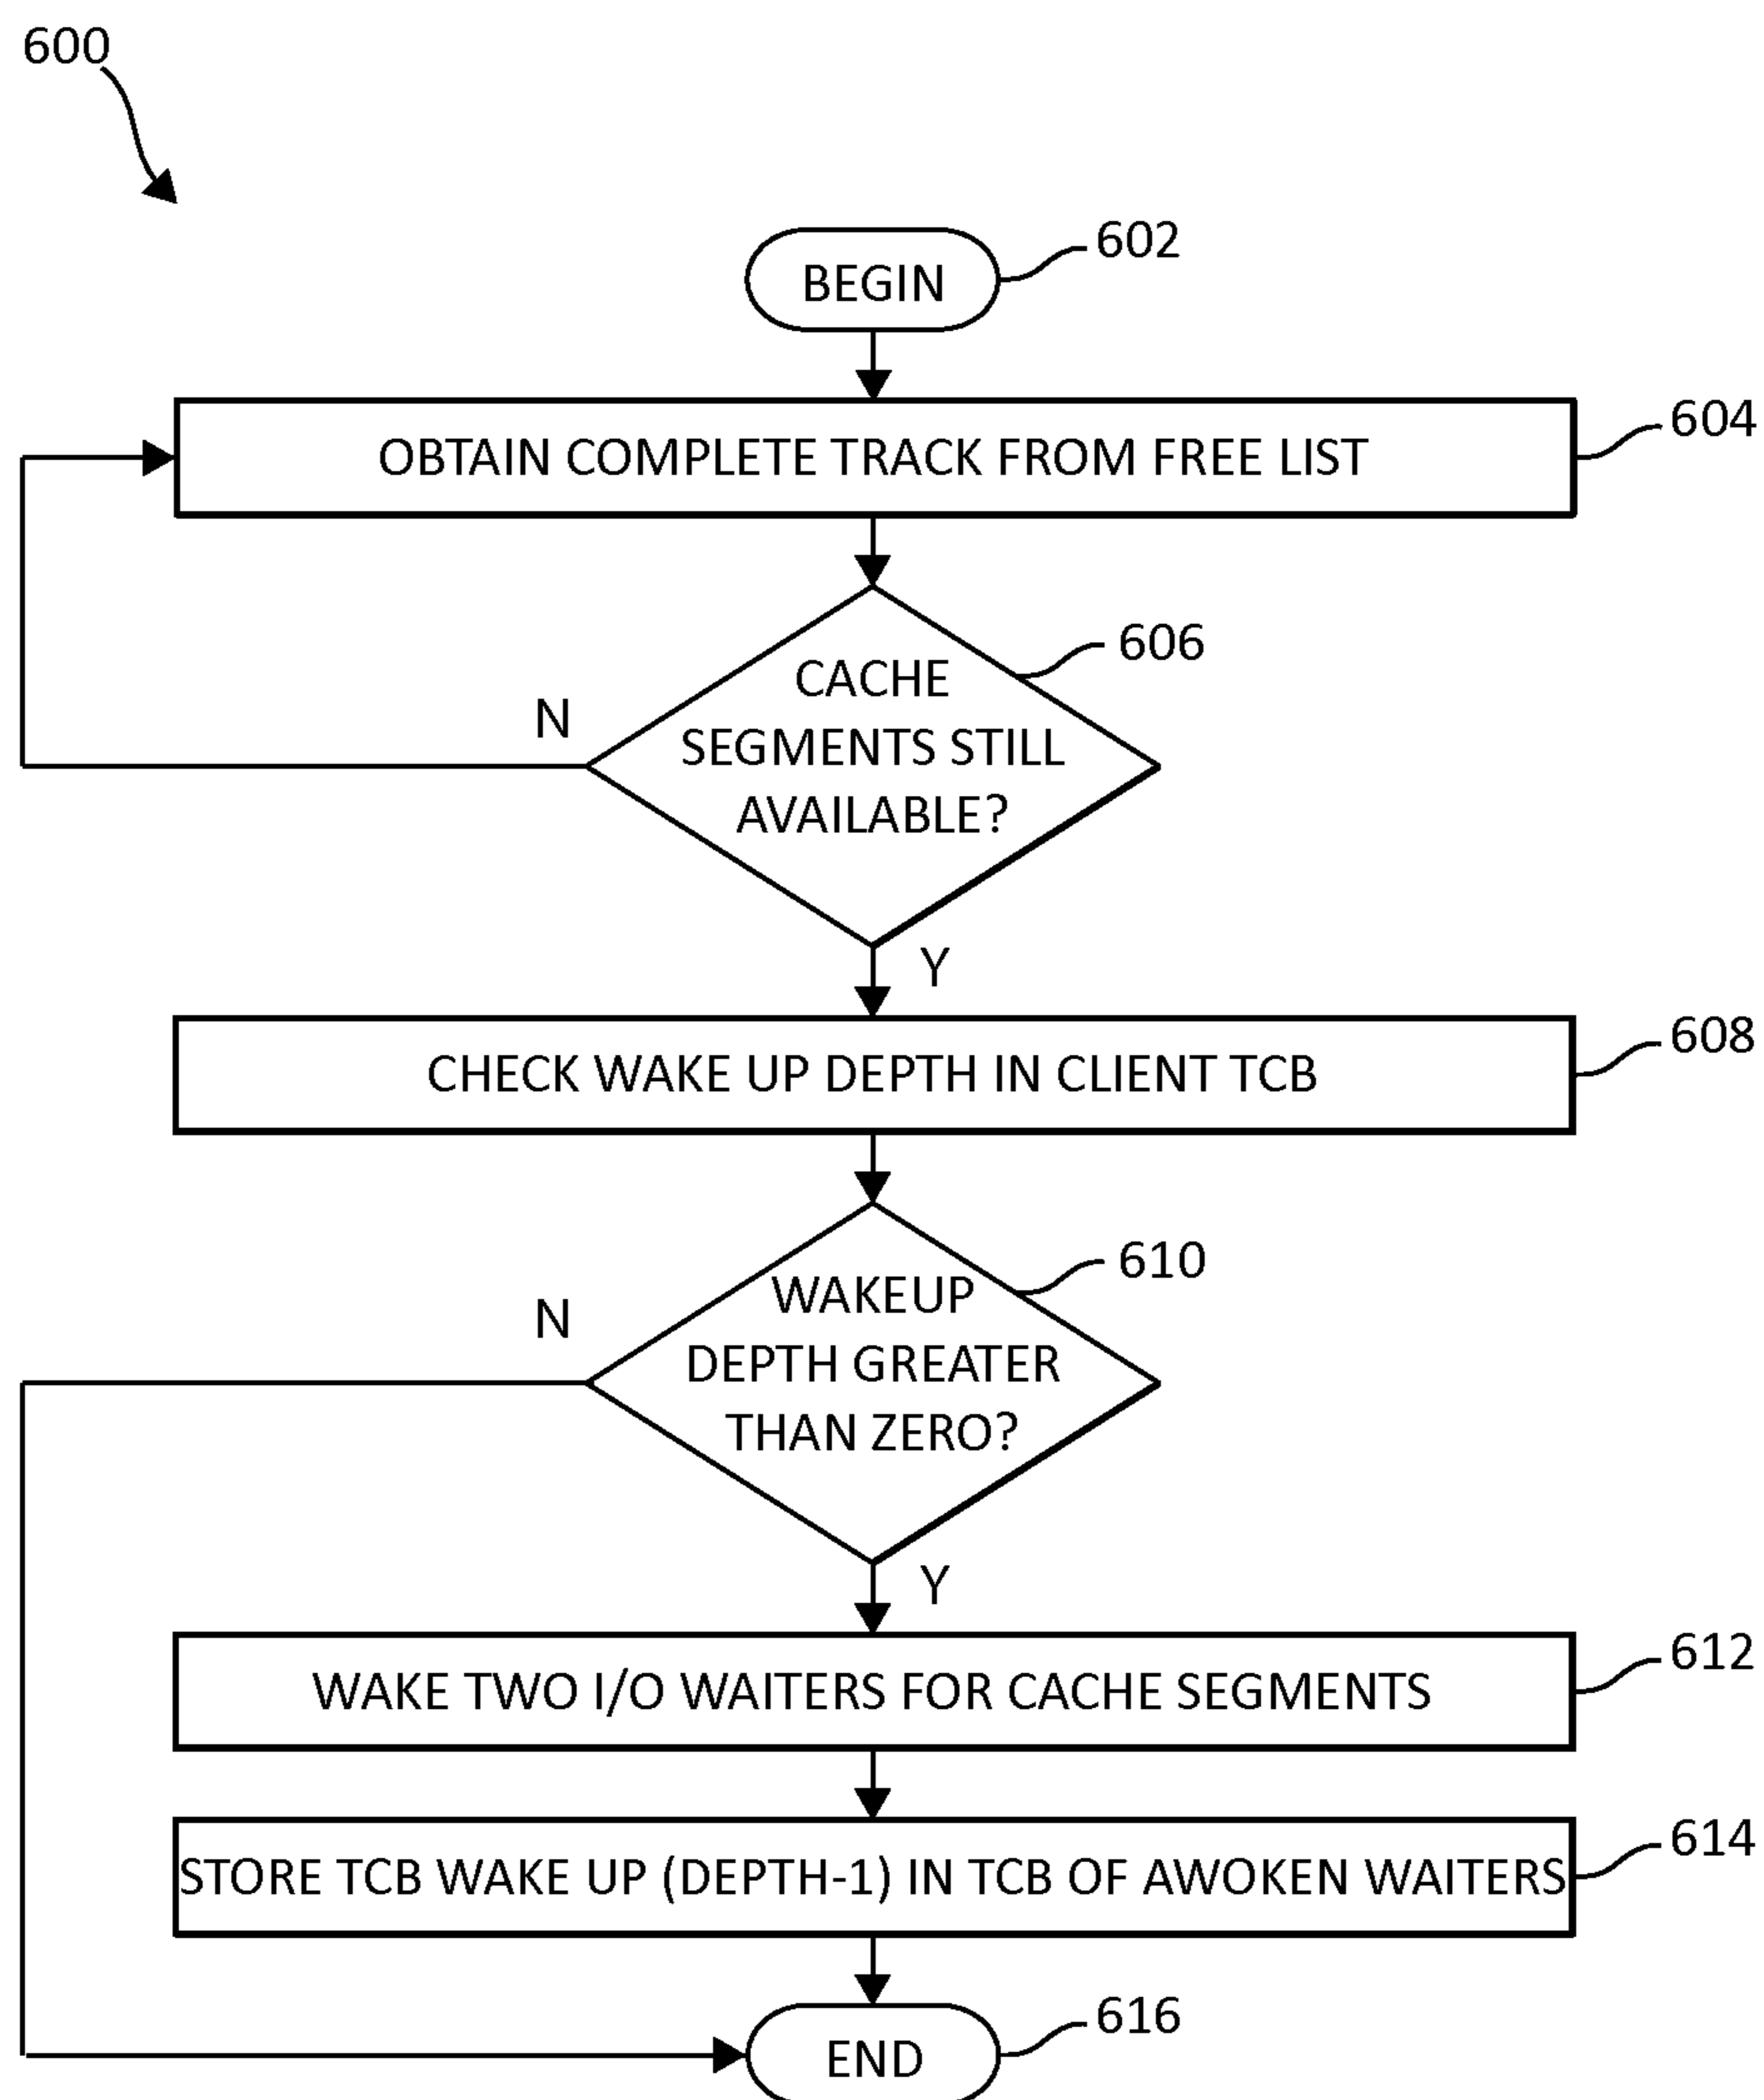 600
BEGIN
602
OBTAIN COMPLETE TRACK FROM FREE LIST
604
CACHE
SEGMENTS STILL
AVAILABLE?
606
N
Y
CHECK WAKE UP DEPTH IN CLIENT TCB
608
WAKEUP
DEPTH GREATER
THAN ZERO?
610
N
Y
WAKE TWO I/O WAITERS FOR CACHE SEGMENTS
612
STORE TCB WAKE UP (DEPTH-1) IN TCB OF AWOKEN WAITERS
614
END
616